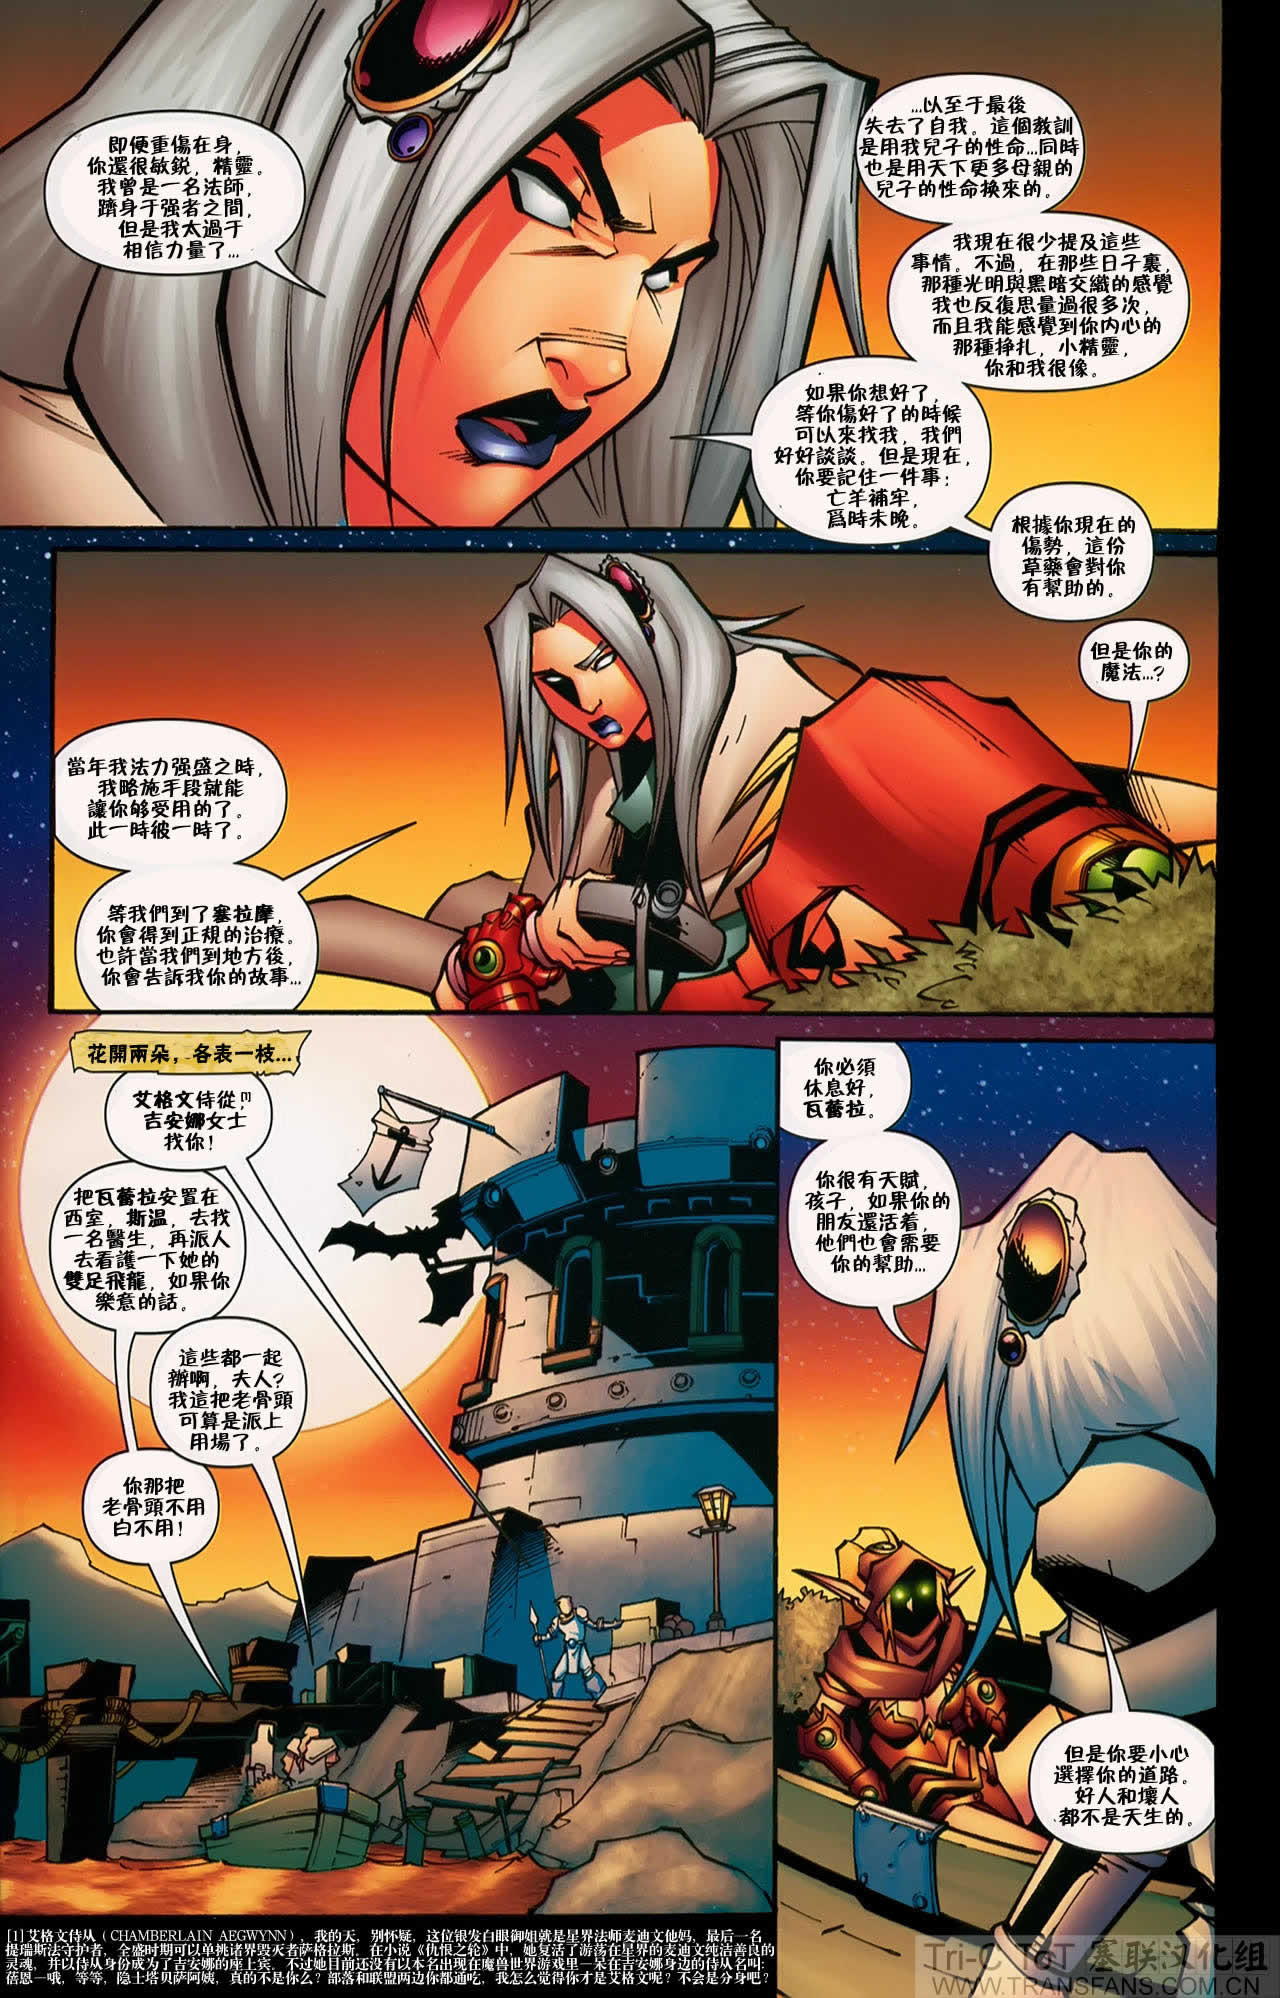 即便重傷在身，
你還很敏銳，精靈。
我曾是一名法師，
躋身于强者之間，
但是我太過于
相信力量了...
...以至于最後
失去了自我。這個教訓
是用我兒子的性命...同時
也是用天下更多母親的
兒子的性命换來的。
我現在很少提及這些
事情。不過，在那些日子裏，
那種光明與黑暗交織的感覺
我也反復思量過很多次，
而且我能感覺到你内心的
那種挣扎，小精靈，
你和我很像。
如果你想好了，
等你傷好了的時候
可以來找我，我們
好好談談。但是現在，
你要記住一件事：
亡羊補牢，
爲時未晚。
根據你現在的
傷勢，這份
草藥會對你
有幫助的。
但是你的
魔法...?
當年我法力强盛之時，
我略施手段就能
讓你够受用的了。
此一時彼一時了。
等我們到了塞拉摩，
你會得到正規的治療。
也許當我們到地方後，
你會告訴我你的故事...
花開兩朵，各表一枝...
艾格文侍從，[1]
吉安娜女士
找你！
把瓦蕾拉安置在
西室，斯温，去找
一名醫生，再派人
去看護一下她的
雙足飛龍，如果你
樂意的話。
這些都一起
辦啊，夫人？
我這把老骨頭
可算是派上
用場了。
你那把
老骨頭不用
白不用！
你必須
休息好，
瓦蕾拉。
你很有天賦，
孩子，如果你的
朋友還活着，
他們也會需要
你的幫助...
但是你要小心
選擇你的道路。
好人和壞人
都不是天生的。
[1]艾格文侍从（CHAMBERLAIN AEGWYNN），我的天，别怀疑，这位银发白眼御姐就是星界法师麦迪文他妈，最后一名
提瑞斯法守护者，全盛时期可以单挑诸界毁灭者萨格拉斯。在小说《仇恨之轮》中，她复活了游荡在星界的麦迪文纯洁善良的
灵魂，并以侍从身份成为了吉安娜的座上宾，不过她目前还没有以本名出现在魔兽世界游戏里—呆在吉安娜身边的侍从名叫:
蓓恩—哦，等等，隐士塔贝萨阿姨，真的不是你么？部落和联盟两边你都通吃，我怎么觉得你才是艾格文呢？不会是分身吧？
Tri-C IoT 塞联汉化组
WWW.TRANSFANS.COM.CN